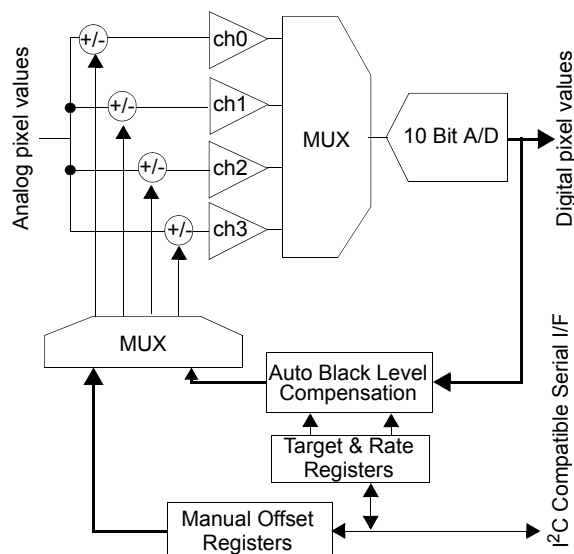 Analog pixel values
+/-
ch0
+/-
ch1
+/-
ch2
+/-
ch3
MUX
10 Bit A/D
Digital pixel values
MUX
Auto Black Level
Compensation
Target & Rate
Registers
Manual Offset
Registers
I²C Compatible Serial I/F